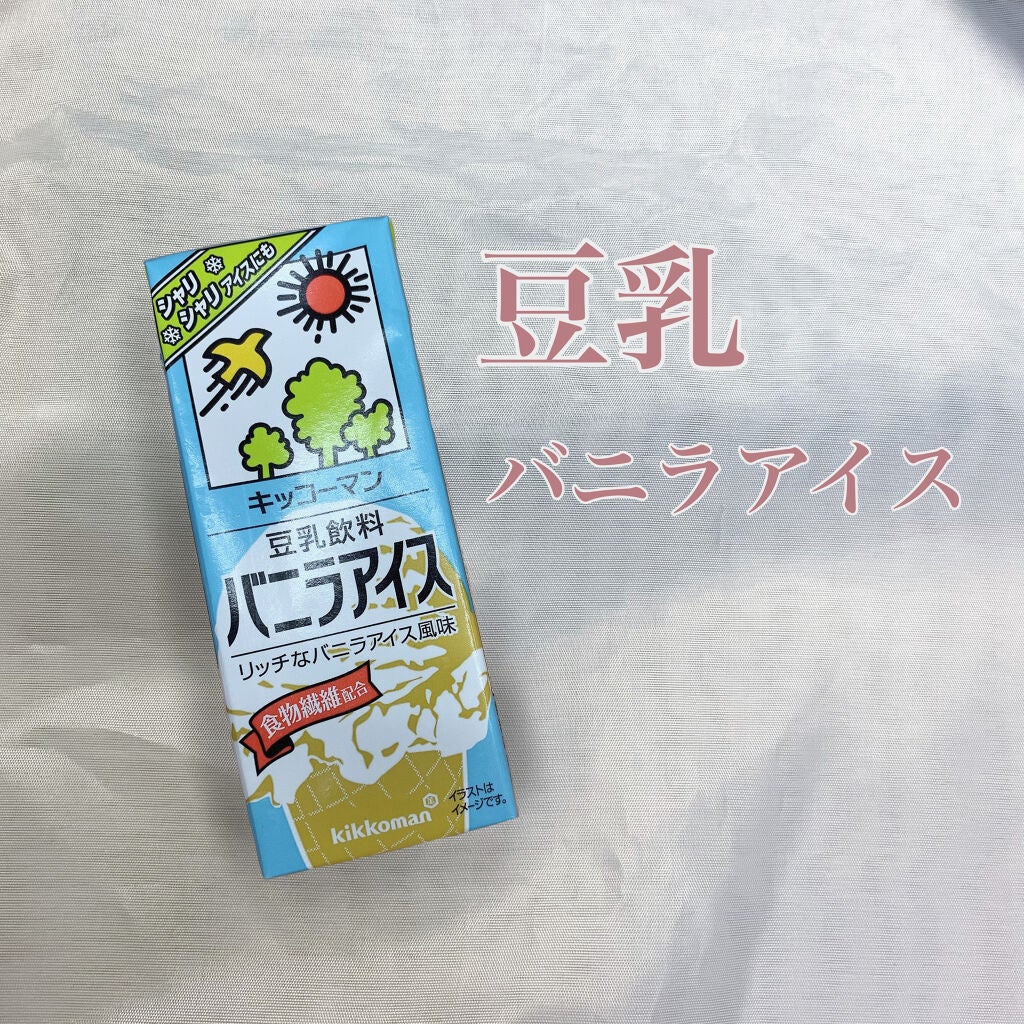 シャリ
シャリ アイスにも
キッコーマン
豆乳飲料
バニラアイス
リッチなバニラアイス風味
食物繊維配合
イラストは
イメージです。
kikkoman
豆乳
バニラアイス